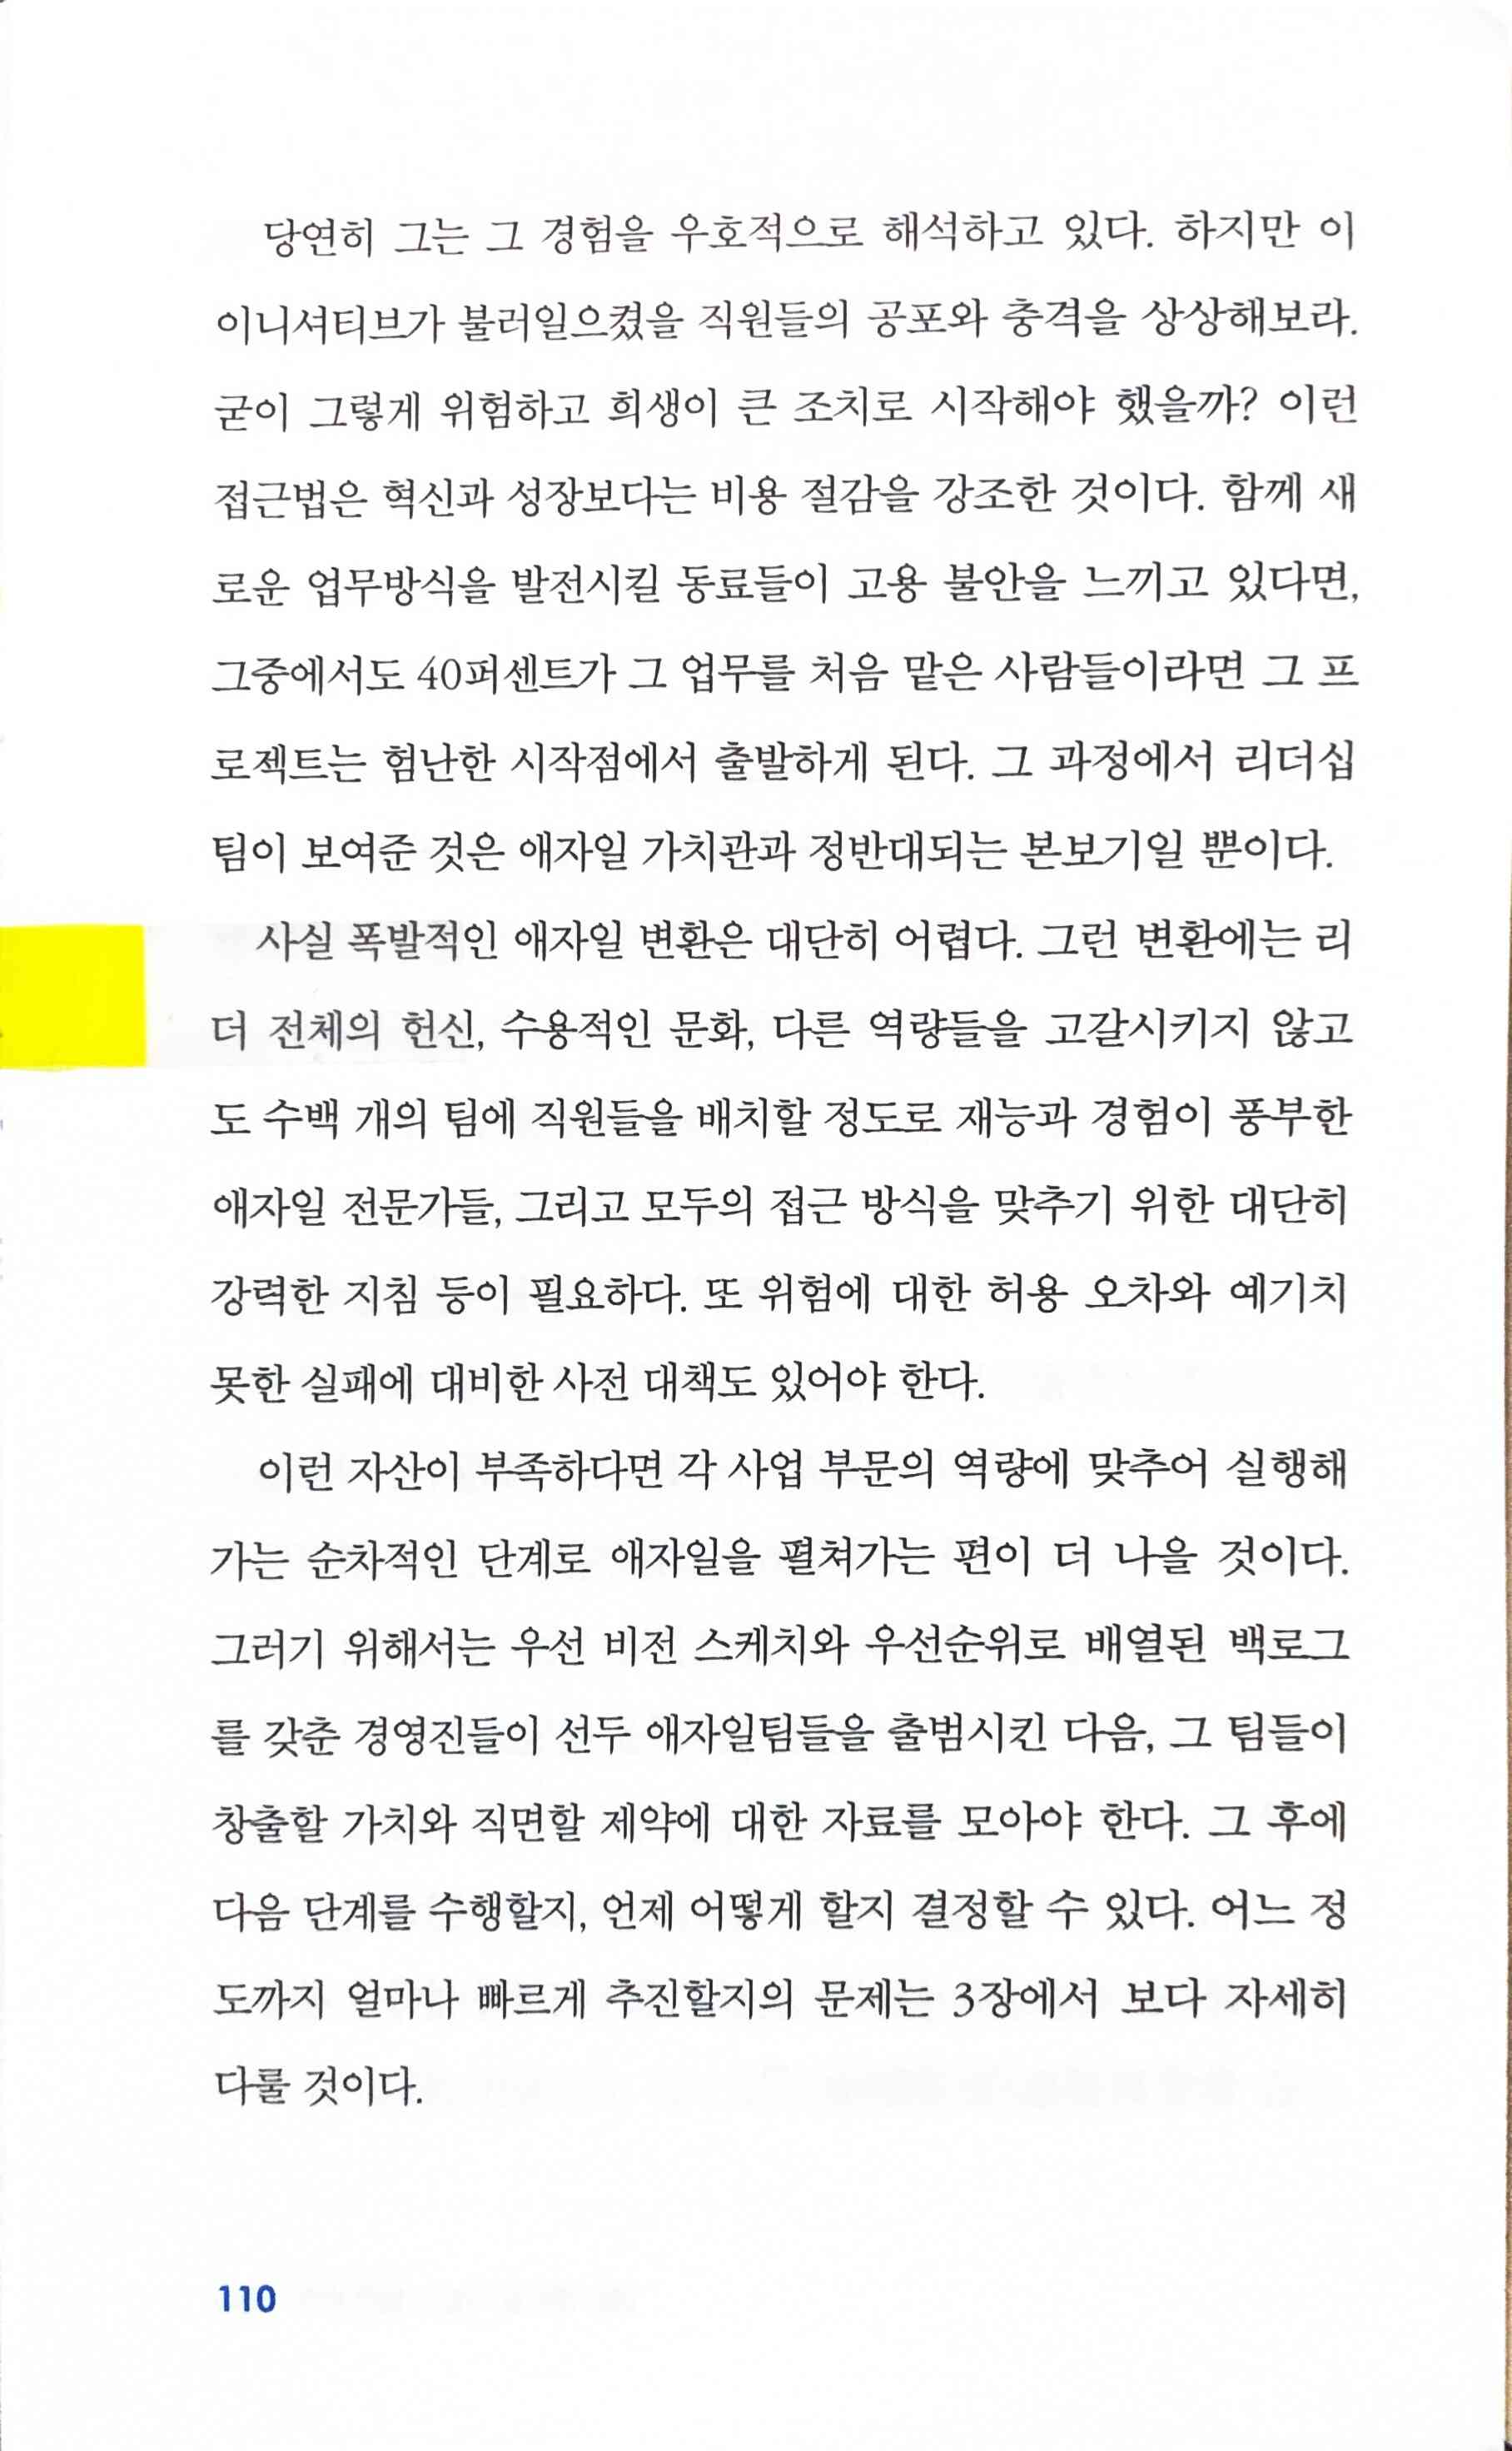 당연히 그는 그 경험을 우호적으로 해석하고 있다. 하지만 이
이니셔티브가 불러일으켰을 직원들의 공포와 충격을 상상해보라.
굳이 그렇게 위험하고 희생이 큰 조치로 시작해야 했을까? 이런
접근법은 혁신과 성장보다는 비용 절감을 강조한 것이다. 함께 새
로운 업무방식을 발전시킬 동료들이 고용 불안을 느끼고 있다면,
그중에서도 40퍼센트가 그 업무를 처음 맡은 사람들이라면 그 프
로젝트는 험난한 시작점에서 출발하게 된다. 그 과정에서 리더십
팀이 보여준 것은 애자일 가치관과 정반대되는 본보기일 뿐이다.
사실 폭발적인 애자일 변환은 대단히 어렵다. 그런 변환에는 리
더 전체의 헌신, 수용적인 문화, 다른 역량들을 고갈시키지 않고
도 수백 개의 팀에 직원들을 배치할 정도로 재능과 경험이 풍부한
애자일 전문가들, 그리고 모두의 접근 방식을 맞추기 위한 대단히
강력한 지침 등이 필요하다. 또 위험에 대한 허용 오차와 예기치
못한 실패에 대비한 사전 대책도 있어야 한다.
이런 자산이 부족하다면 각 사업 부문의 역량에 맞추어 실행해
가는 순차적인 단계로 애자일을 펼쳐가는 편이 더 나을 것이다.
그러기 위해서는 우선 비전 스케치와 우선순위로 배열된 백로그
를 갖춘 경영진들이 선두 애자일팀들을 출범시킨 다음, 그 팀들이
창출할 가치와 직면할 제약에 대한 자료를 모아야 한다. 그 후에
다음 단계를 수행할지, 언제 어떻게 할지 결정할 수 있다. 어느 정
도까지 얼마나 빠르게 추진할지의 문제는 3장에서 보다 자세히
다룰 것이다.
110